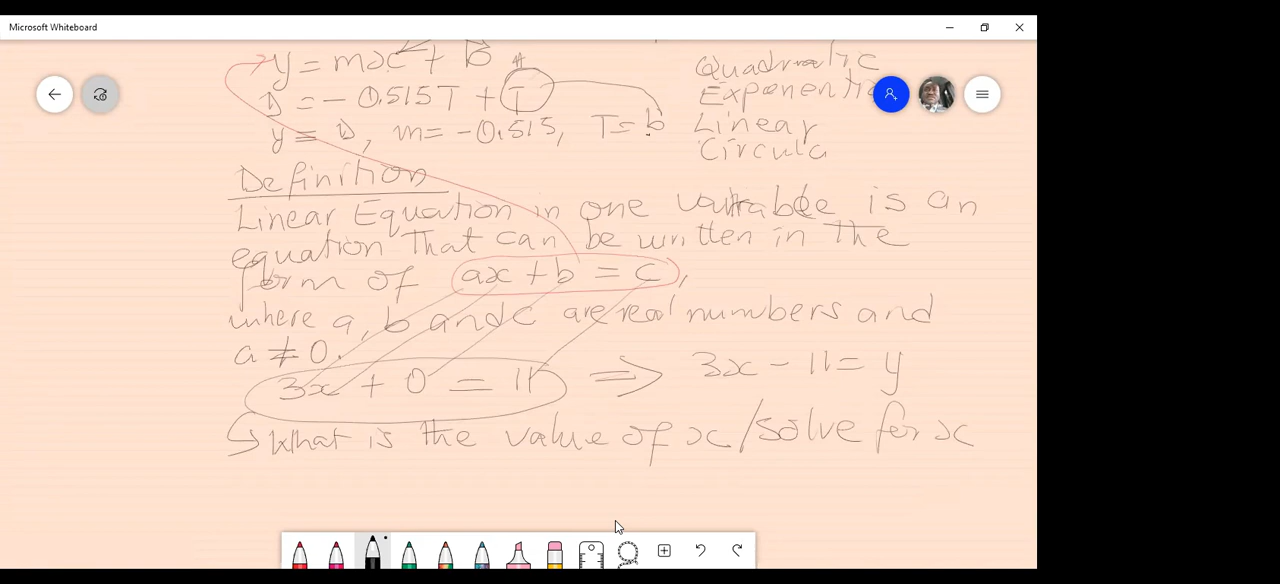 Microsoft Whiteboard
y = mx + B
D = - 0.515T + T
y = D, m = -0.515, T = b
Quadratic
Exponentia
Linear
Circula
Definition
Linear Equation in one variable is an
equation that can be written in the
form of ax + b = c,
where a, b and c are real numbers and
a ≠ 0.
3x + 0 = 11 ⇒ 3x - 11 = y
↳ What is the value of x/solve for x